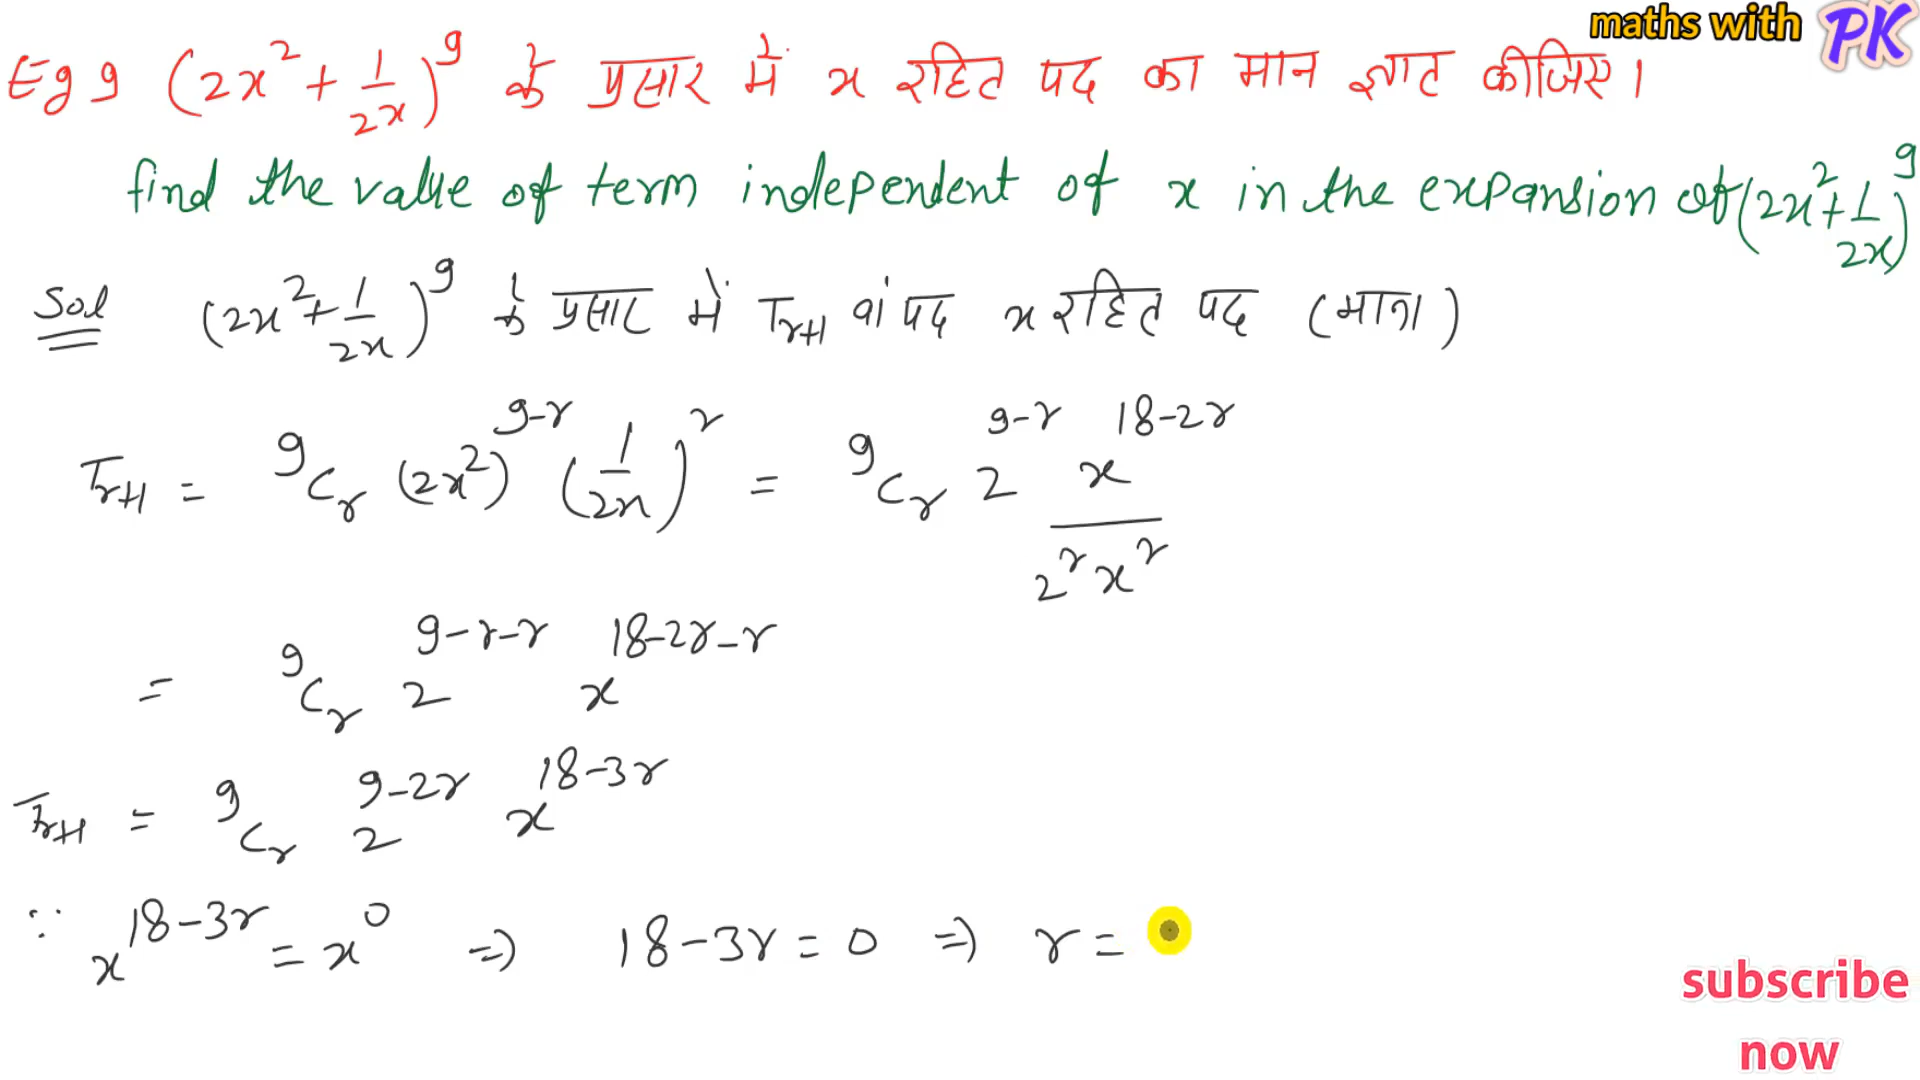 maths with PK
Eg 9 (2x² + 1/2x)⁹ के प्रसार में x रहित पद का मान ज्ञात कीजिए।
find the value of term independent of x in the expansion of (2x² + 1/2x)⁹
Sol (2x² + 1/2x)⁹ के प्रसार में Tr+1 वां पद x रहित पद (माना)
Tr+1 = ⁹Cr (2x²)^(9-r) (1/2x)^r = ⁹Cr 2^(9-r) x^(18-2r) / 2^r x^r
= ⁹Cr 2^(9-r-r) x^(18-2r-r)
Tr+1 = ⁹Cr 2^(9-2r) x^(18-3r)
∵ x^(18-3r) = x⁰ ⇒ 18-3r = 0 ⇒ r =
subscribe
now